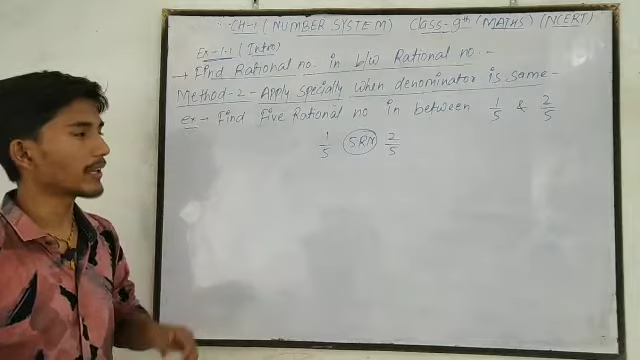 CH-1 (NUMBER SYSTEM) Class-9th (MATHS) (NCERT)
Ex-1.1 (Intro)
→ Find Rational no. in b/w Rational no. -
Method-2 - Apply specially when denominator is same -
ex → Find Five Rational no in between 1/5 & 2/5
1/5 5RN 2/5